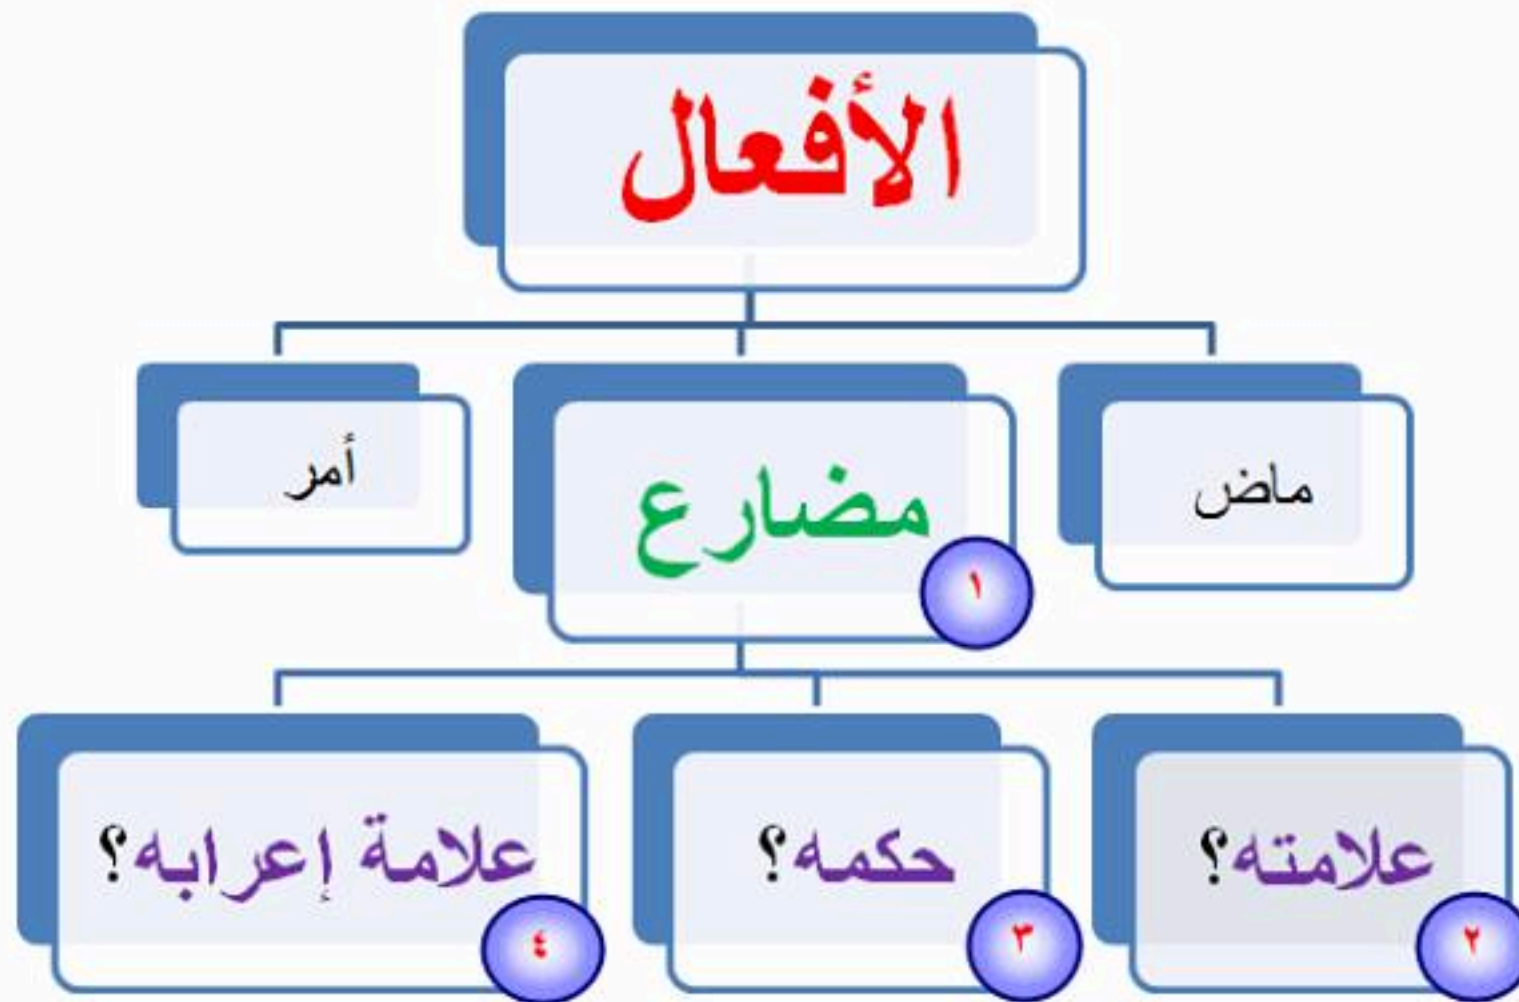 الأفعال
ماض
مضارع
١
أمر
علامته؟
٢
حكمه؟
٣
علامة إعرابه؟
٤